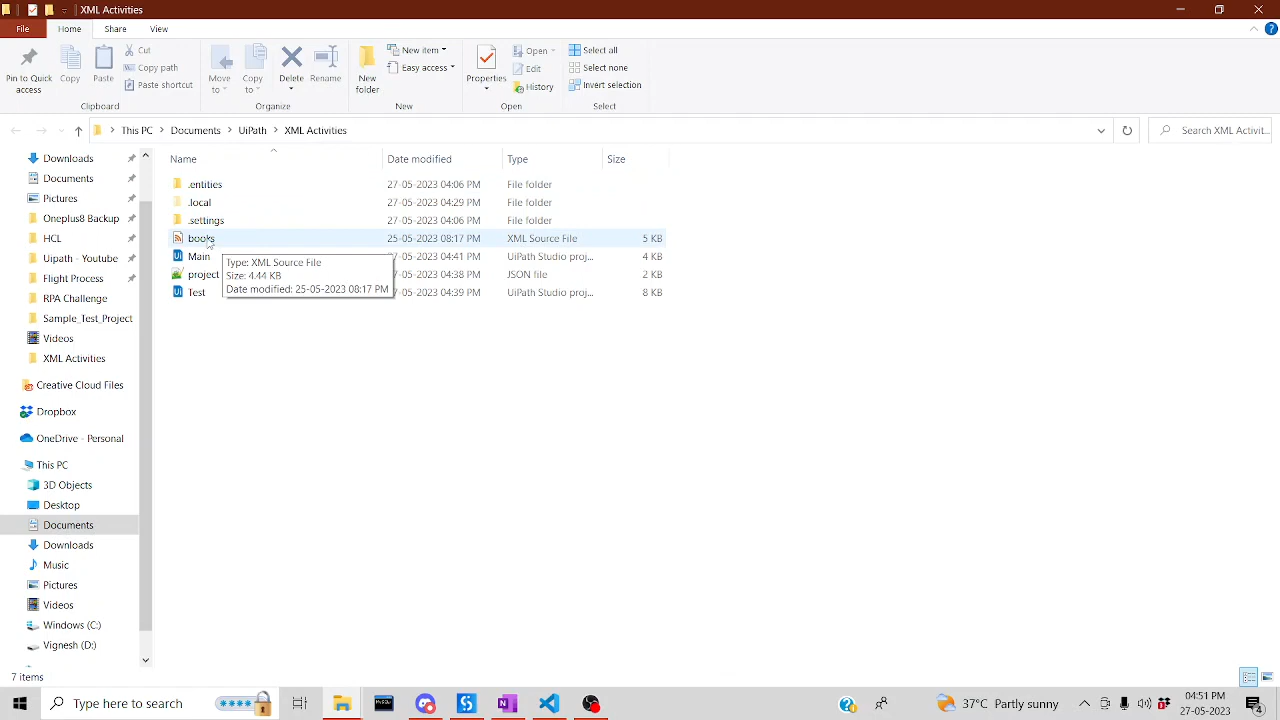 XML Activities
File
Home
Share
View
Pin to Quick access
Copy
Paste
Cut
Copy path
Paste shortcut
Clipboard
Move to
Copy to
Delete
Rename
Organize
New folder
New item
Easy access
New
Properties
Open
Edit
History
Open
Select all
Select none
Invert selection
Select
This PC
Documents
UiPath
XML Activities
Search XML Activit...
Downloads
Documents
Pictures
Oneplus8 Backup
HCL
Uipath - Youtube
Flight Process
RPA Challenge
Sample_Test_Project
Videos
XML Activities
Creative Cloud Files
Dropbox
OneDrive - Personal
This PC
3D Objects
Desktop
Documents
Downloads
Music
Pictures
Videos
Windows (C:)
Vignesh (D:)
Name Date modified Type Size
.entities 27-05-2023 04:06 PM File folder
.local 27-05-2023 04:29 PM File folder
.settings 27-05-2023 04:06 PM File folder
books 25-05-2023 08:17 PM XML Source File 5 KB
Main 27-05-2023 04:41 PM UiPath Studio proj... 4 KB
project 27-05-2023 04:38 PM JSON file 2 KB
Test 7-05-2023 04:39 PM UiPath Studio proj... 8 KB
Type: XML Source File
Size: 4.44 KB
Date modified: 25-05-2023 08:17 PM
7 items
Type here to search
37°C Partly sunny
04:51 PM
27-05-2023
4